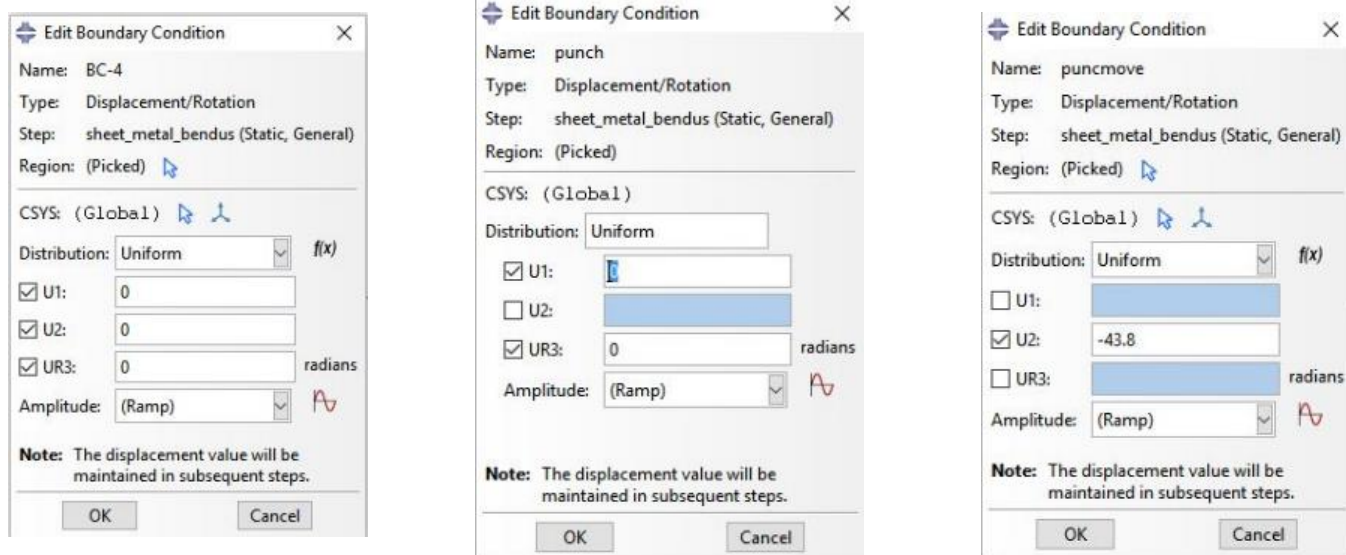 Edit Boundary Condition
Name: BC-4
Type: Displacement/Rotation
Step: sheet_metal_bendus (Static, General)
Region: (Picked)
CSYS: (Global)
Distribution: Uniform f(x)
U1: 0
U2: 0
UR3: 0 radians
Amplitude: (Ramp)
Note: The displacement value will be
maintained in subsequent steps.
OK Cancel
Edit Boundary Condition
Name: punch
Type: Displacement/Rotation
Step: sheet_metal_bendus (Static, General)
Region: (Picked)
CSYS: (Global)
Distribution: Uniform
U1: 0
U2:
UR3: 0 radians
Amplitude: (Ramp)
Note: The displacement value will be
maintained in subsequent steps.
OK Cancel
Edit Boundary Condition
Name: puncmove
Type: Displacement/Rotation
Step: sheet_metal_bendus (Static, General)
Region: (Picked)
CSYS: (Global)
Distribution: Uniform f(x)
U1:
U2: -43.8
UR3: radians
Amplitude: (Ramp)
Note: The displacement value will be
maintained in subsequent steps.
OK Cancel